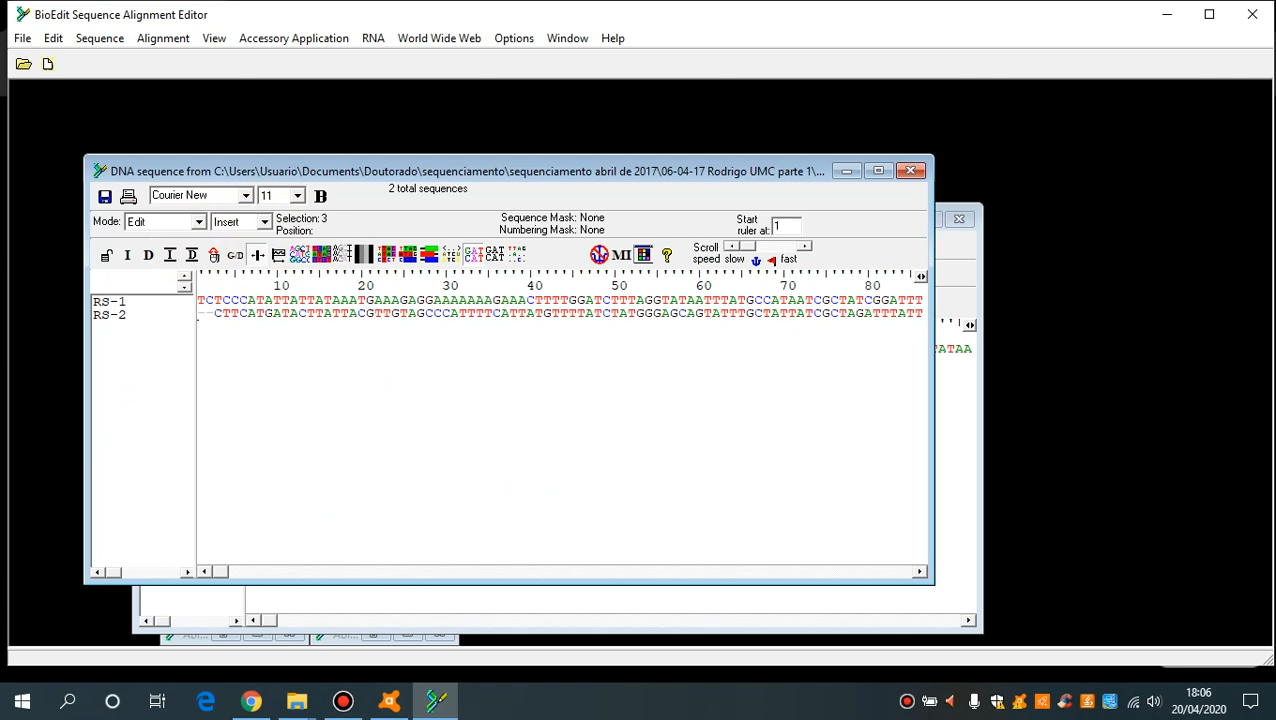 BioEdit Sequence Alignment Editor
File Edit Sequence Alignment View Accessory Application RNA World Wide Web Options Window Help
DNA sequence from C:\Users\Usuario\Documents\Doutorado\sequenciamento\sequenciamento abril de 2017\06-04-17 Rodrigo UMC parte 1\...
Courier New 11 B 2 total sequences
Mode: Edit Insert Selection: 3 Sequence Mask: None Start
Position: Numbering Mask: None ruler at: 1
I D I D G/D MI ? Scroll
speed slow fast
10 20 30 40 50 60 70 80
RS-1 TCTCCCATATTATTATAAATGAAAGAGGAAAAAAAGAAACTTTTGGATCTTTAGGTATAATTTATGCCATAATCGCTATCGGATTT
RS-2 --CTTCATGATACTTATTACGTTGTAGCCCATTTTCATTATGTTTTATCTATGGGAGCAGTATTTGCTATTATCGCTAGATTTATT
TATAA
18:06
20/04/2020